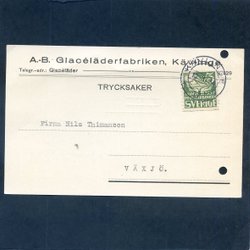 A.-B. Glacéläderfabriken, Kävlinge
Telegr.-adr.: Glacéläder
TRYCKSAKER
SVERIGE
Firma Nils Thimansson
VÄXJÖ.